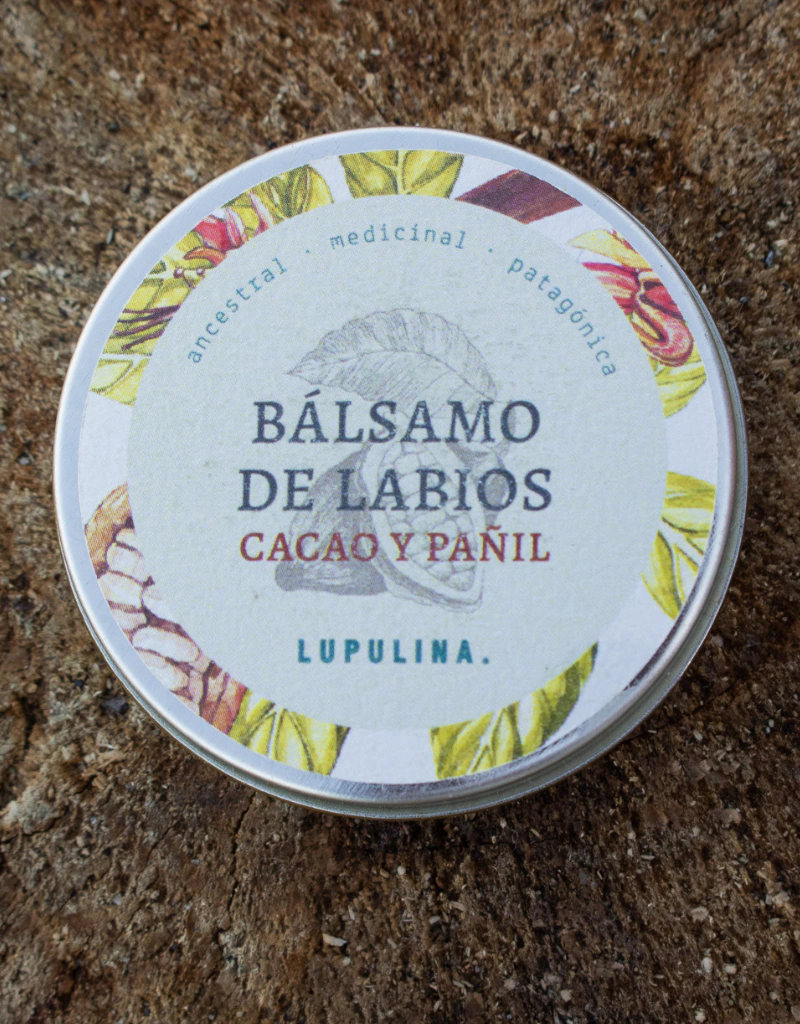 ancestral · medicinal · patagónica
BÁLSAMO
DE LABIOS
CACAO Y PAÑIL
LUPULINA.